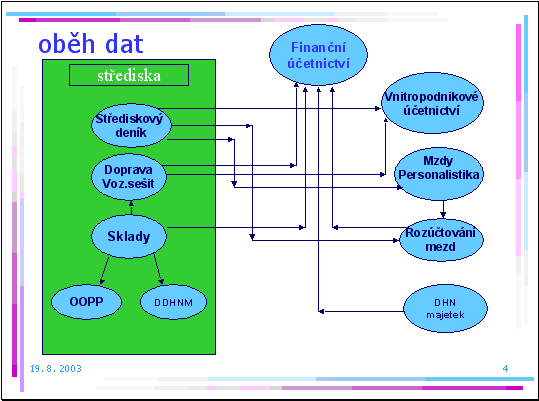 oběh dat
střediska
Finanční
účetnictví
Střediskový
deník
Vnitropodnikové
účetnictví
Doprava
Voz.sešit
Mzdy
Personalistika
Sklady
Rozúčtování
mezd
OOPP
DDHNM
DHN
majetek
19.8.2003
4